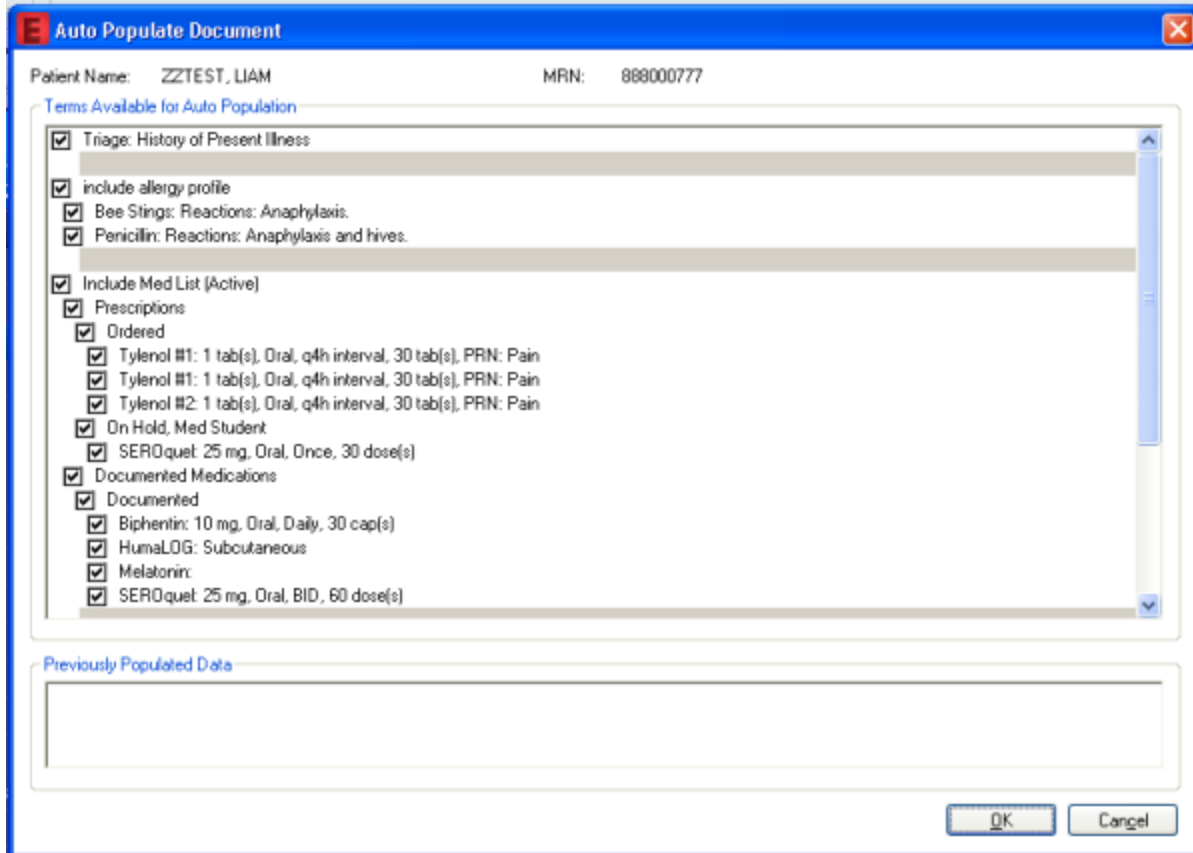 E Auto Populate Document
Patient Name: ZZTEST, LIAM MRN: 888000777
Terms Available for Auto Population
Triage: History of Present Illness
include allergy profile
Bee Stings: Reactions: Anaphylaxis.
Penicillin: Reactions: Anaphylaxis and hives.
Include Med List (Active)
Prescriptions
Ordered
Tylenol #1: 1 tab(s), Oral, q4h interval, 30 tab(s), PRN: Pain
Tylenol #1: 1 tab(s), Oral, q4h interval, 30 tab(s), PRN: Pain
Tylenol #2: 1 tab(s), Oral, q4h interval, 30 tab(s), PRN: Pain
On Hold, Med Student
SEROquel: 25 mg, Oral, Once, 30 dose(s)
Documented Medications
Documented
Biphentin: 10 mg, Oral, Daily, 30 cap(s)
HumaLOG: Subcutaneous
Melatonin:
SEROquel: 25 mg, Oral, BID, 60 dose(s)
Previously Populated Data
OK Cancel